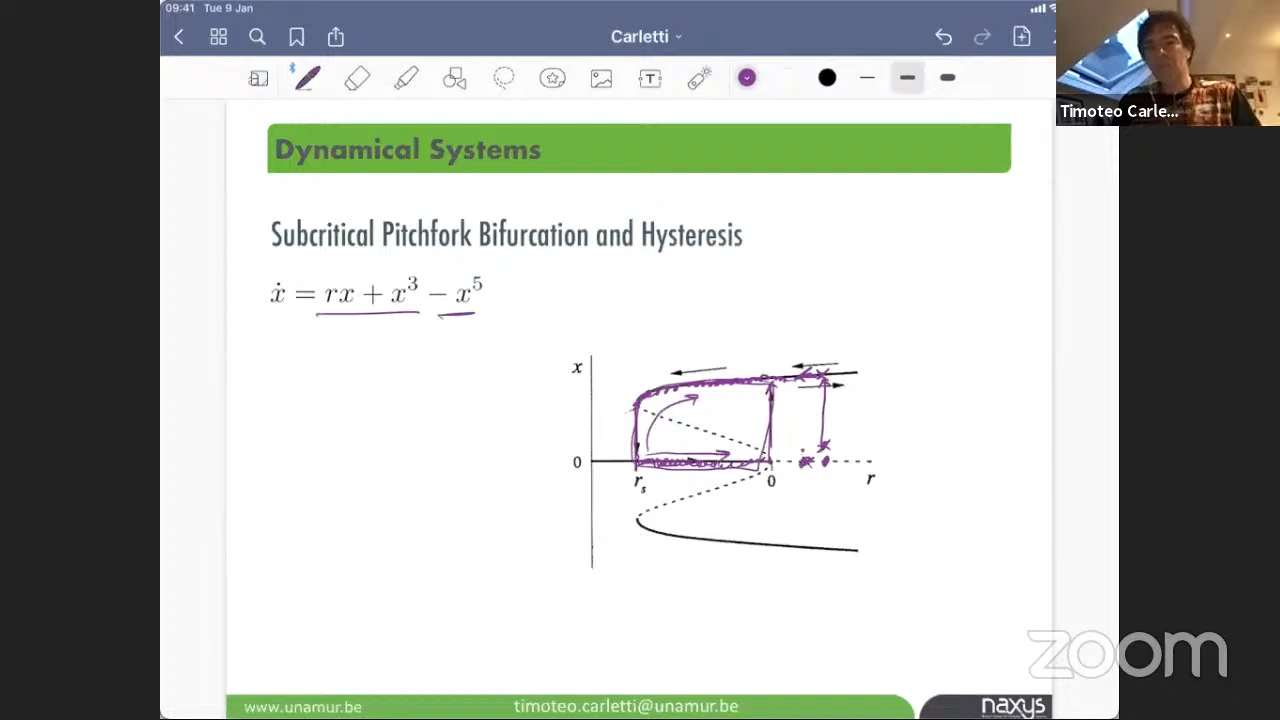 09:41 Tue 9 Jan
Carletti
Timoteo Carle...
Dynamical Systems
Subcritical Pitchfork Bifurcation and Hysteresis
ẋ = rx + x³ − x⁵
x
0
rₛ
0
r
zoom
www.unamur.be
timoteo.carletti@unamur.be
naxys